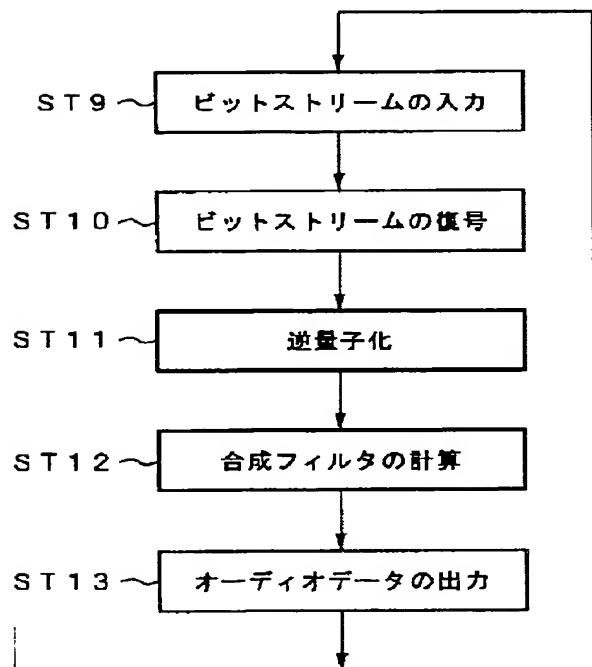 ST9 ビットストリームの入力
ST10 ビットストリームの復号
ST11 逆量子化
ST12 合成フィルタの計算
ST13 オーディオデータの出力